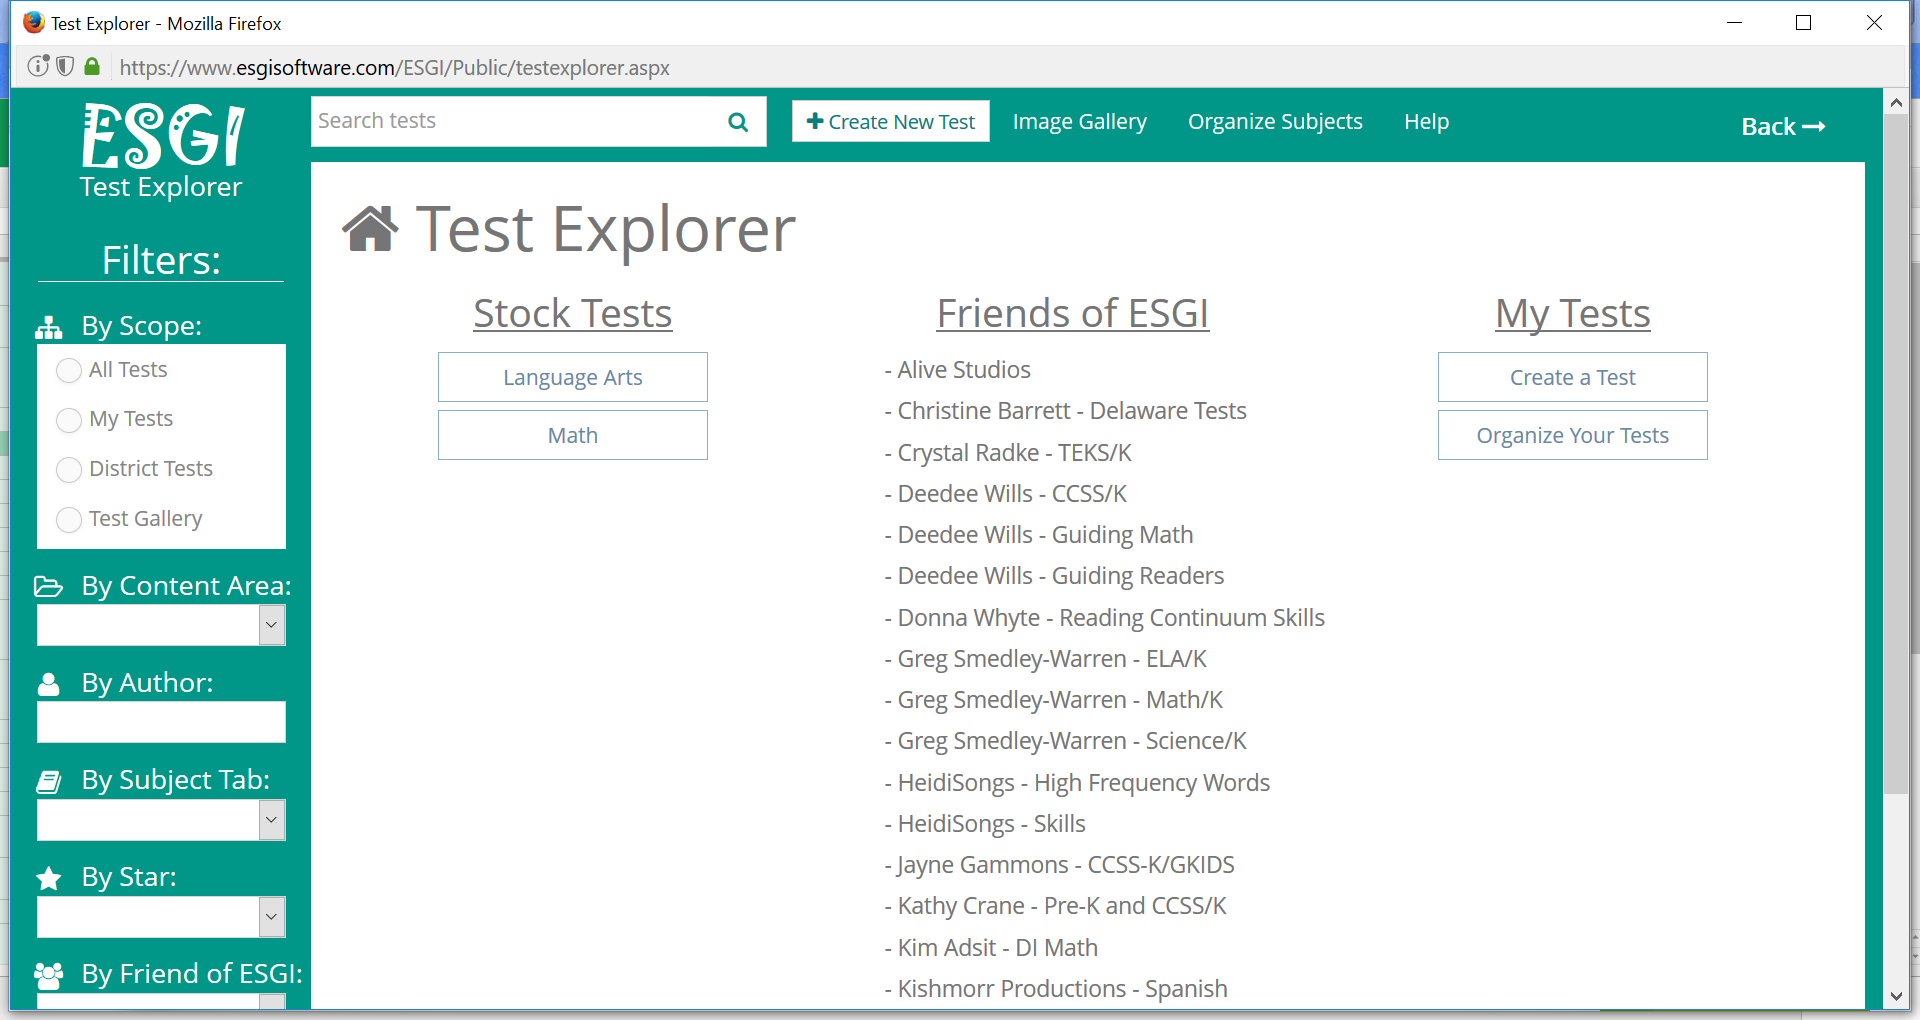 Test Explorer - Mozilla Firefox
https://www.esgisoftware.com/ESGI/Public/testexplorer.aspx
ESGI
Test Explorer
Search tests
Create New Test
Image Gallery
Organize Subjects
Help
Back
Filters:
By Scope:
All Tests
My Tests
District Tests
Test Gallery
By Content Area:
By Author:
By Subject Tab:
By Star:
By Friend of ESGI:
Test Explorer
Stock Tests
Language Arts
Math
Friends of ESGI
- Alive Studios
- Christine Barrett - Delaware Tests
- Crystal Radke - TEKS/K
- Deedee Wills - CCSS/K
- Deedee Wills - Guiding Math
- Deedee Wills - Guiding Readers
- Donna Whyte - Reading Continuum Skills
- Greg Smedley-Warren - ELA/K
- Greg Smedley-Warren - Math/K
- Greg Smedley-Warren - Science/K
- HeidiSongs - High Frequency Words
- HeidiSongs - Skills
- Jayne Gammons - CCSS-K/GKIDS
- Kathy Crane - Pre-K and CCSS/K
- Kim Adsit - DI Math
- Kishmorr Productions - Spanish
My Tests
Create a Test
Organize Your Tests